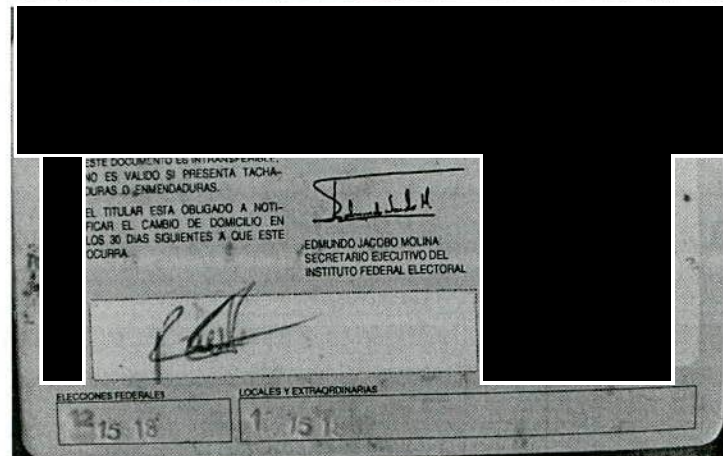 ESTE DOCUMENTO ES INTRANSFERIBLE,
NO ES VALIDO SI PRESENTA TACHA-
DURAS O ENMENDADURAS.
EL TITULAR ESTA OBLIGADO A NOTI-
FICAR EL CAMBIO DE DOMICILIO EN
LOS 30 DIAS SIGUIENTES A QUE ESTE
OCURRA.
EDMUNDO JACOBO MOLINA
SECRETARIO EJECUTIVO DEL
INSTITUTO FEDERAL ELECTORAL
ELECCIONES FEDERALES
LOCALES Y EXTRAORDINARIAS
12 15 18
15